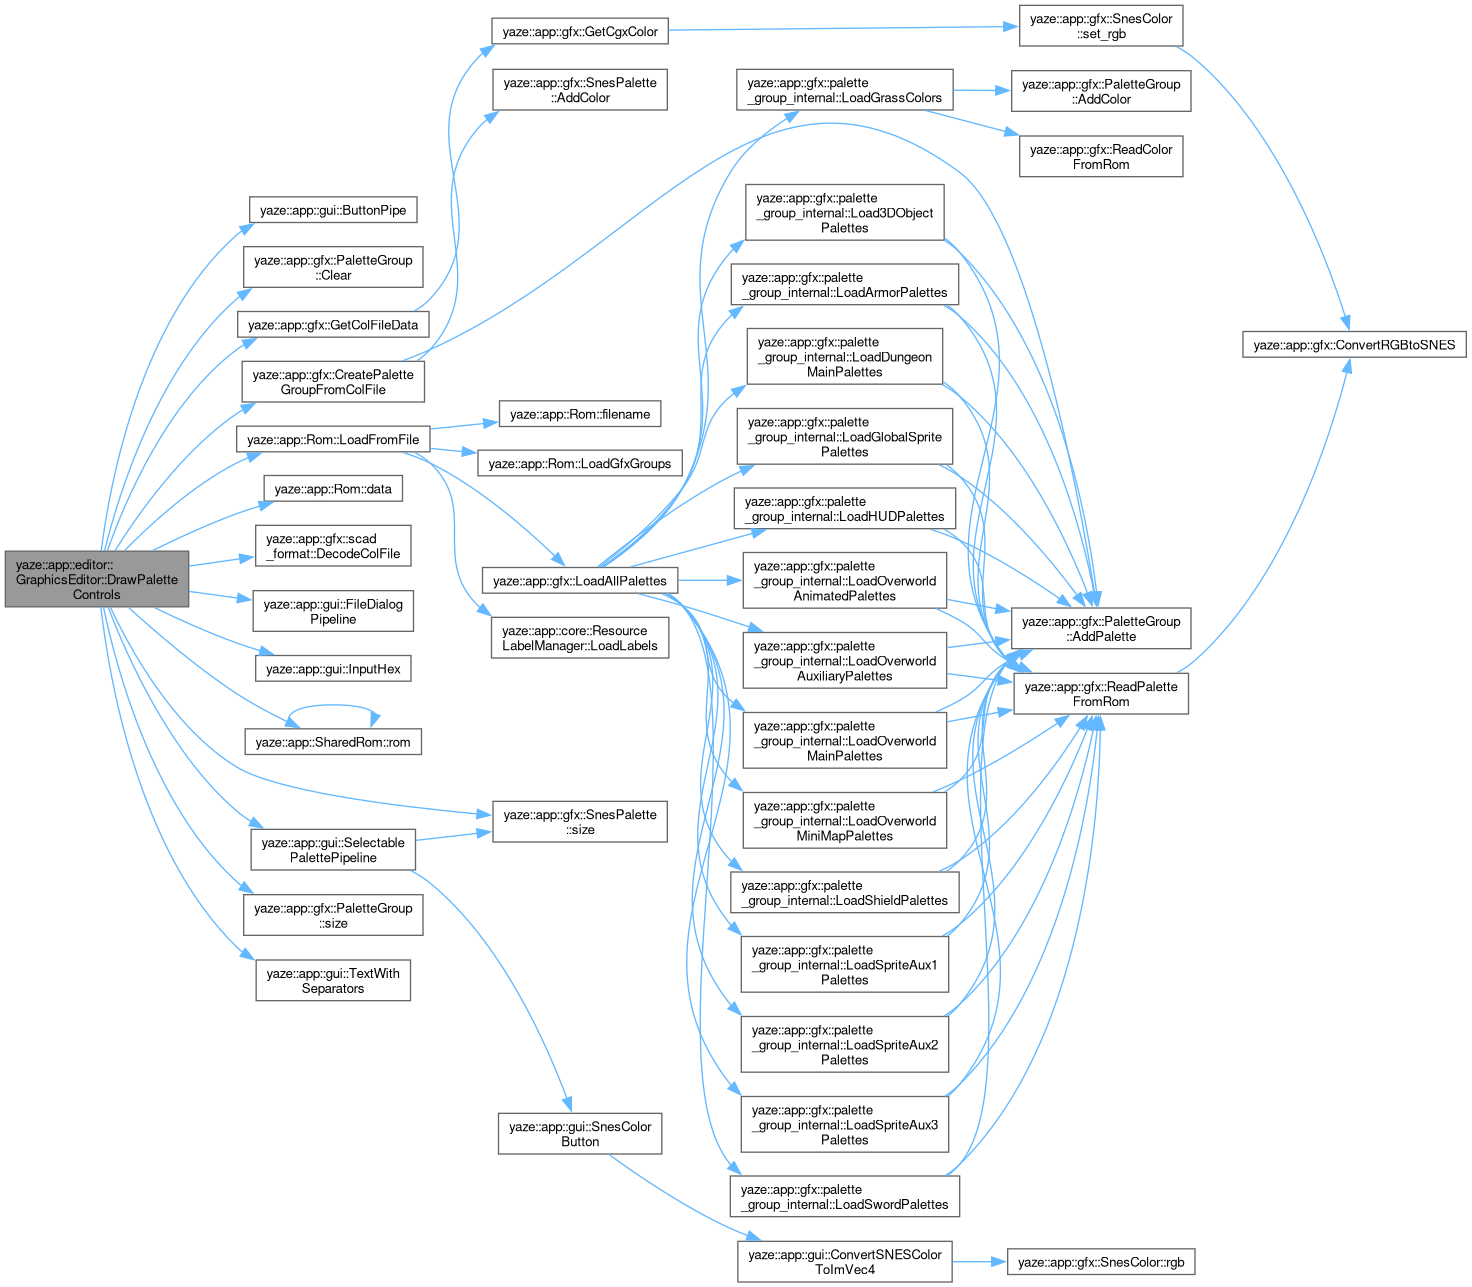 yaze::app::editor::
GraphicsEditor::DrawPalette
Controls
yaze::app::gui::ButtonPipe
yaze::app::gfx::PaletteGroup
::Clear
yaze::app::gfx::GetColFileData
yaze::app::gfx::CreatePalette
GroupFromColFile
yaze::app::Rom::LoadFromFile
yaze::app::Rom::data
yaze::app::gfx::scad
_format::DecodeColFile
yaze::app::gui::FileDialog
Pipeline
yaze::app::gui::InputHex
yaze::app::SharedRom::rom
yaze::app::gui::Selectable
PalettePipeline
yaze::app::gfx::PaletteGroup
::size
yaze::app::gui::TextWith
Separators
yaze::app::gfx::GetCgxColor
yaze::app::gfx::SnesPalette
::AddColor
yaze::app::Rom::filename
yaze::app::Rom::LoadGfxGroups
yaze::app::gfx::LoadAllPalettes
yaze::app::core::Resource
LabelManager::LoadLabels
yaze::app::gfx::SnesPalette
::size
yaze::app::gui::SnesColor
Button
yaze::app::gfx::palette
_group_internal::LoadGrassColors
yaze::app::gfx::palette
_group_internal::Load3DObject
Palettes
yaze::app::gfx::palette
_group_internal::LoadArmorPalettes
yaze::app::gfx::palette
_group_internal::LoadDungeon
MainPalettes
yaze::app::gfx::palette
_group_internal::LoadGlobalSprite
Palettes
yaze::app::gfx::palette
_group_internal::LoadHUDPalettes
yaze::app::gfx::palette
_group_internal::LoadOverworld
AnimatedPalettes
yaze::app::gfx::palette
_group_internal::LoadOverworld
AuxiliaryPalettes
yaze::app::gfx::palette
_group_internal::LoadOverworld
MainPalettes
yaze::app::gfx::palette
_group_internal::LoadOverworld
MiniMapPalettes
yaze::app::gfx::palette
_group_internal::LoadShieldPalettes
yaze::app::gfx::palette
_group_internal::LoadSpriteAux1
Palettes
yaze::app::gfx::palette
_group_internal::LoadSpriteAux2
Palettes
yaze::app::gfx::palette
_group_internal::LoadSpriteAux3
Palettes
yaze::app::gfx::palette
_group_internal::LoadSwordPalettes
yaze::app::gui::ConvertSNESColor
ToImVec4
yaze::app::gfx::SnesColor
::set_rgb
yaze::app::gfx::PaletteGroup
::AddColor
yaze::app::gfx::ReadColor
FromRom
yaze::app::gfx::PaletteGroup
::AddPalette
yaze::app::gfx::ReadPalette
FromRom
yaze::app::gfx::SnesColor::rgb
yaze::app::gfx::ConvertRGBtoSNES